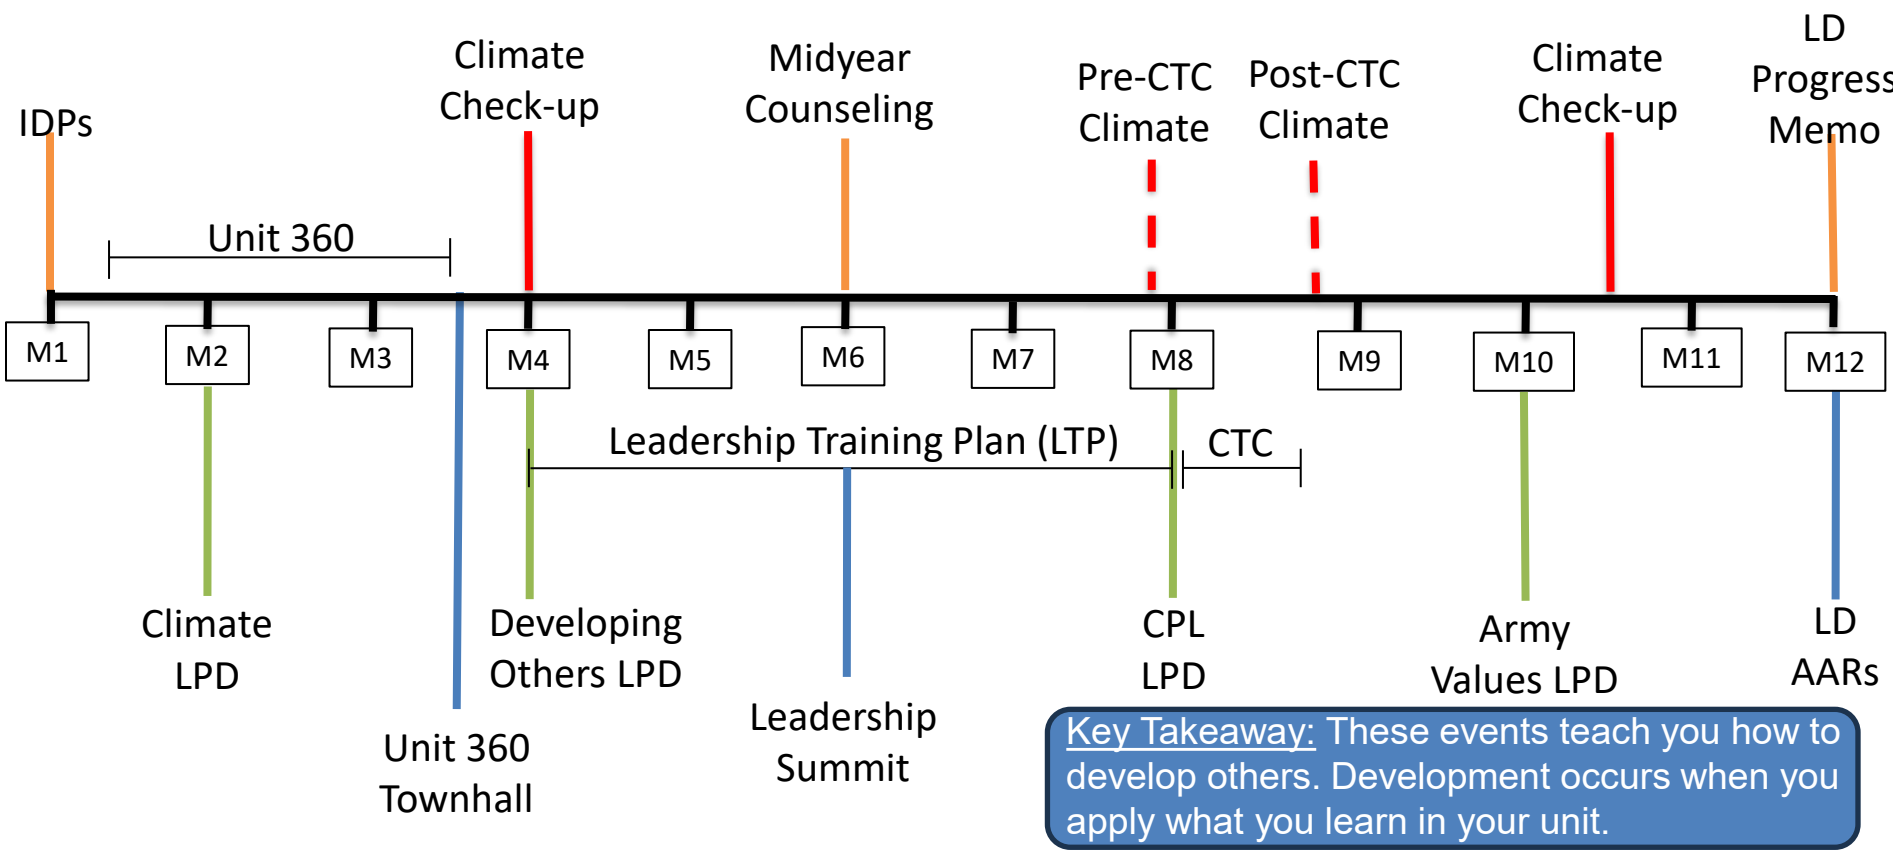 IDPs
Climate
Check-up
Midyear
Counseling
Pre-CTC
Climate
Post-CTC
Climate
Climate
Check-up
LD
Progress
Memo
Unit 360
M1
M2
M3
M4
M5
M6
M7
M8
M9
M10
M11
M12
Leadership Training Plan (LTP)
CTC
Climate
LPD
Unit 360
Townhall
Developing
Others LPD
Leadership
Summit
CPL
LPD
Army
Values LPD
LD
AARs
Key Takeaway: These events teach you how to
develop others. Development occurs when you
apply what you learn in your unit.